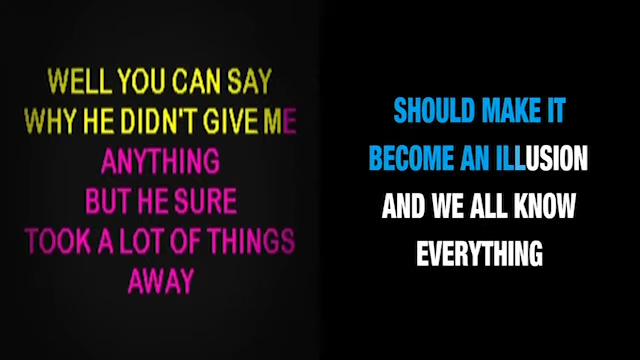 WELL YOU CAN SAY
WHY HE DIDN'T GIVE ME
ANYTHING
BUT HE SURE
TOOK A LOT OF THINGS
AWAY
SHOULD MAKE IT
BECOME AN ILLUSION
AND WE ALL KNOW
EVERYTHING